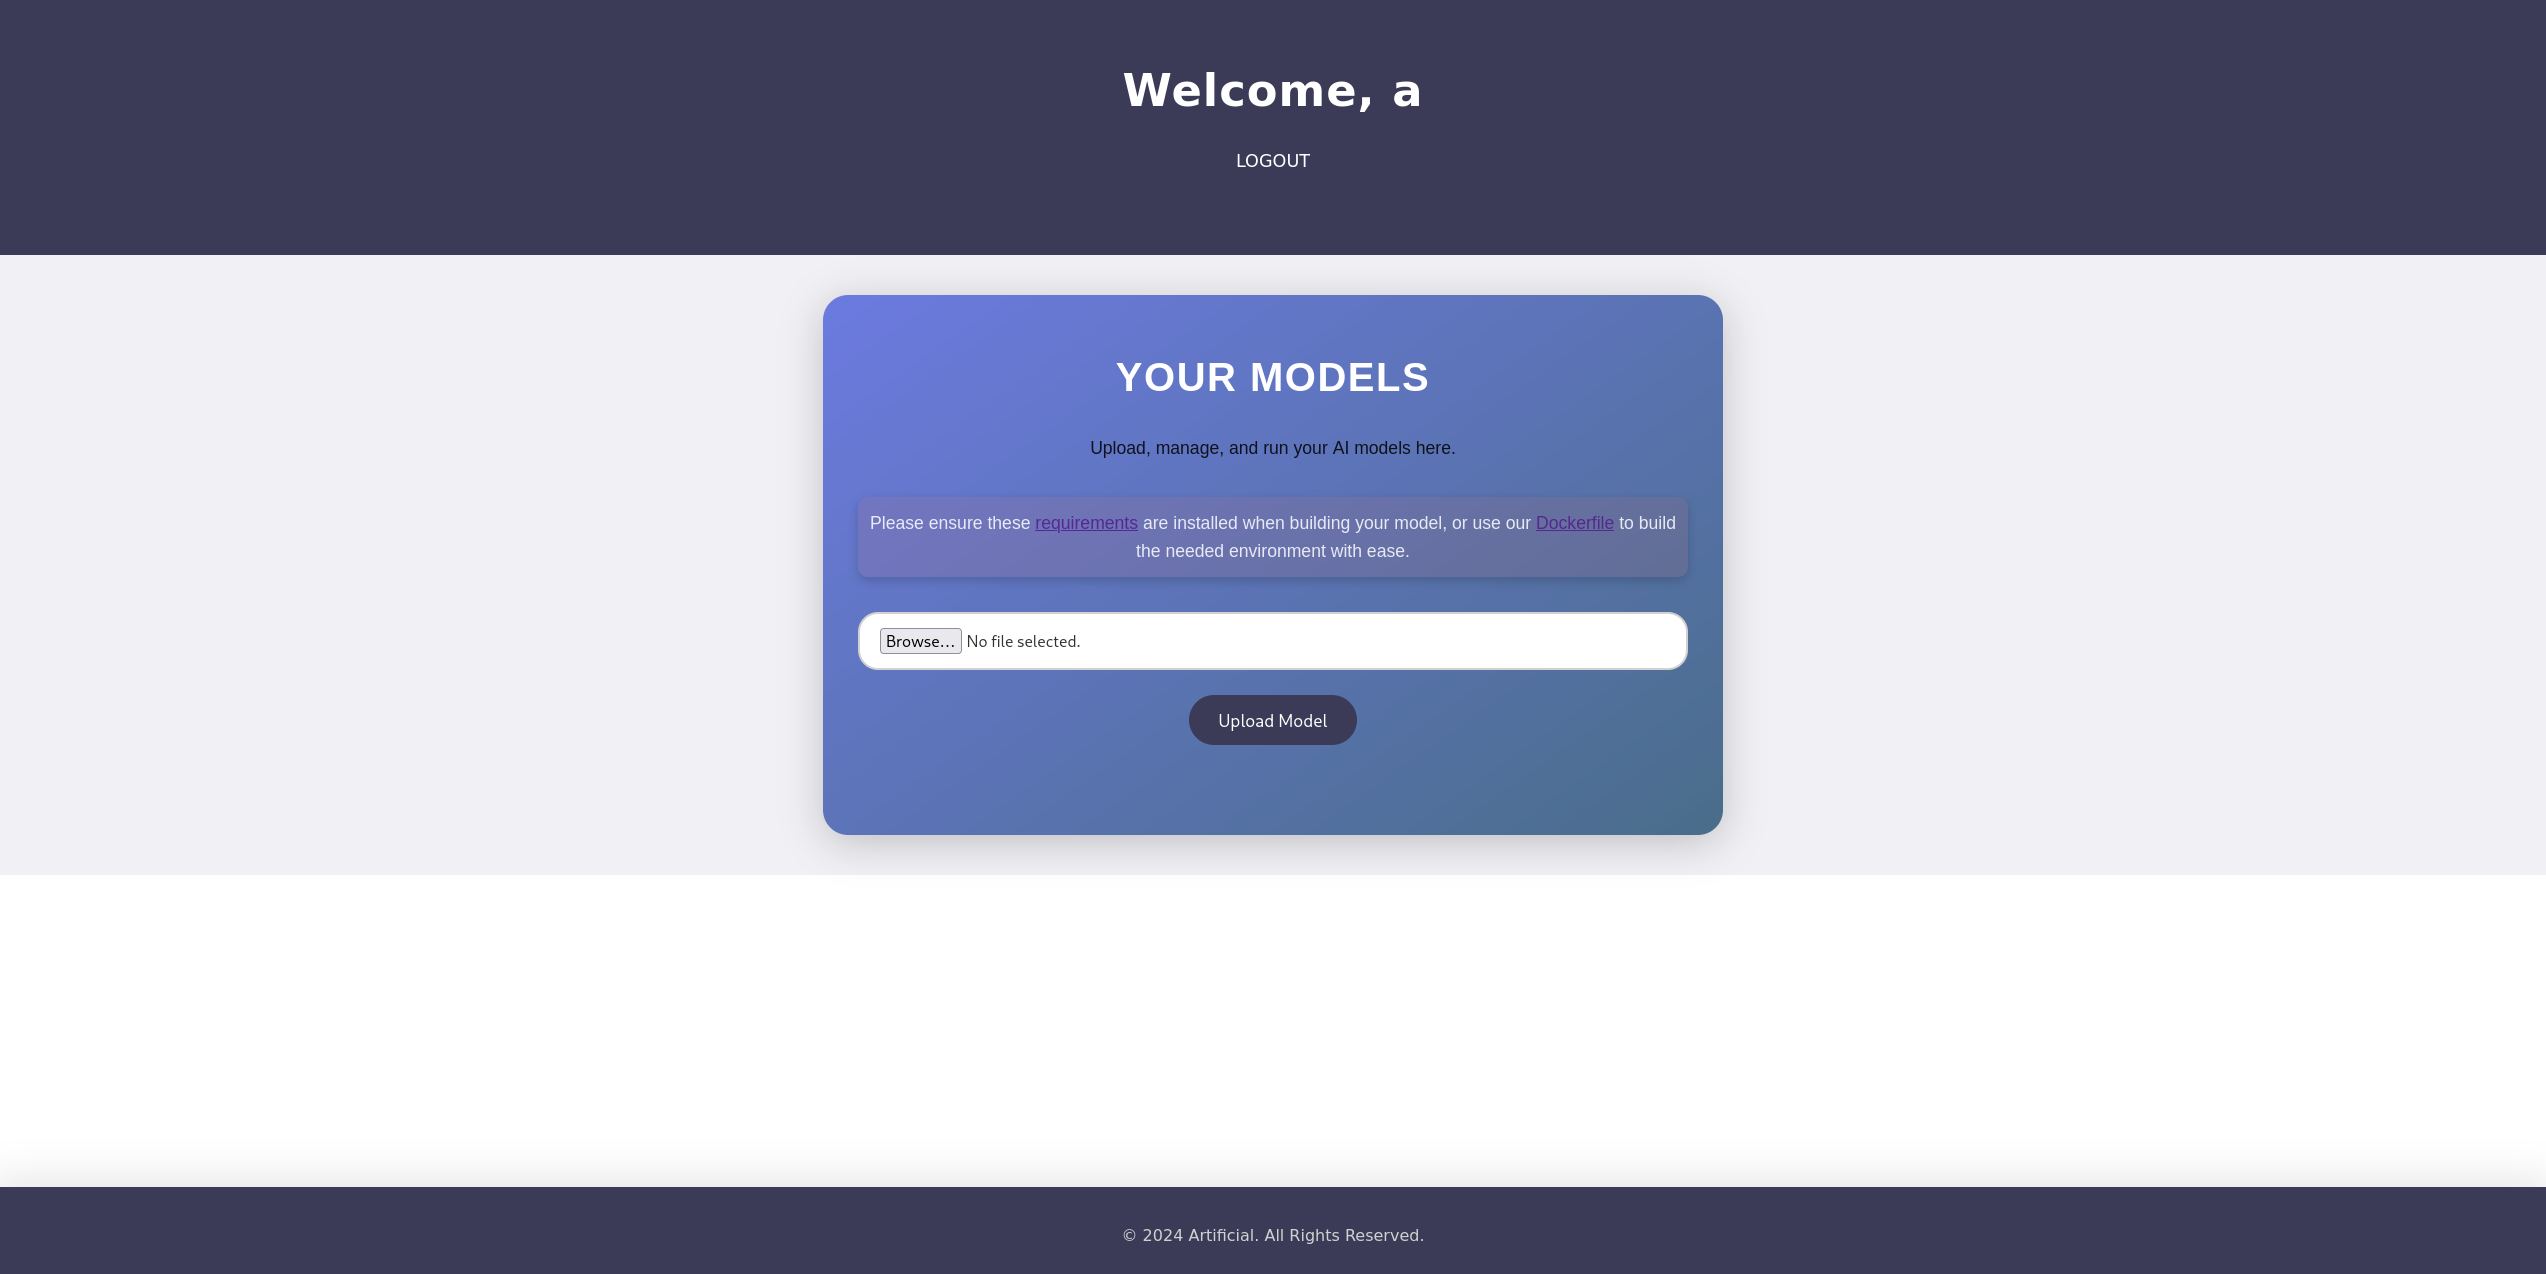 Welcome, a
LOGOUT
YOUR MODELS
Upload, manage, and run your AI models here.
Please ensure these requirements are installed when building your model, or use our Dockerfile to build
the needed environment with ease.
Browse... No file selected.
Upload Model
© 2024 Artificial. All Rights Reserved.